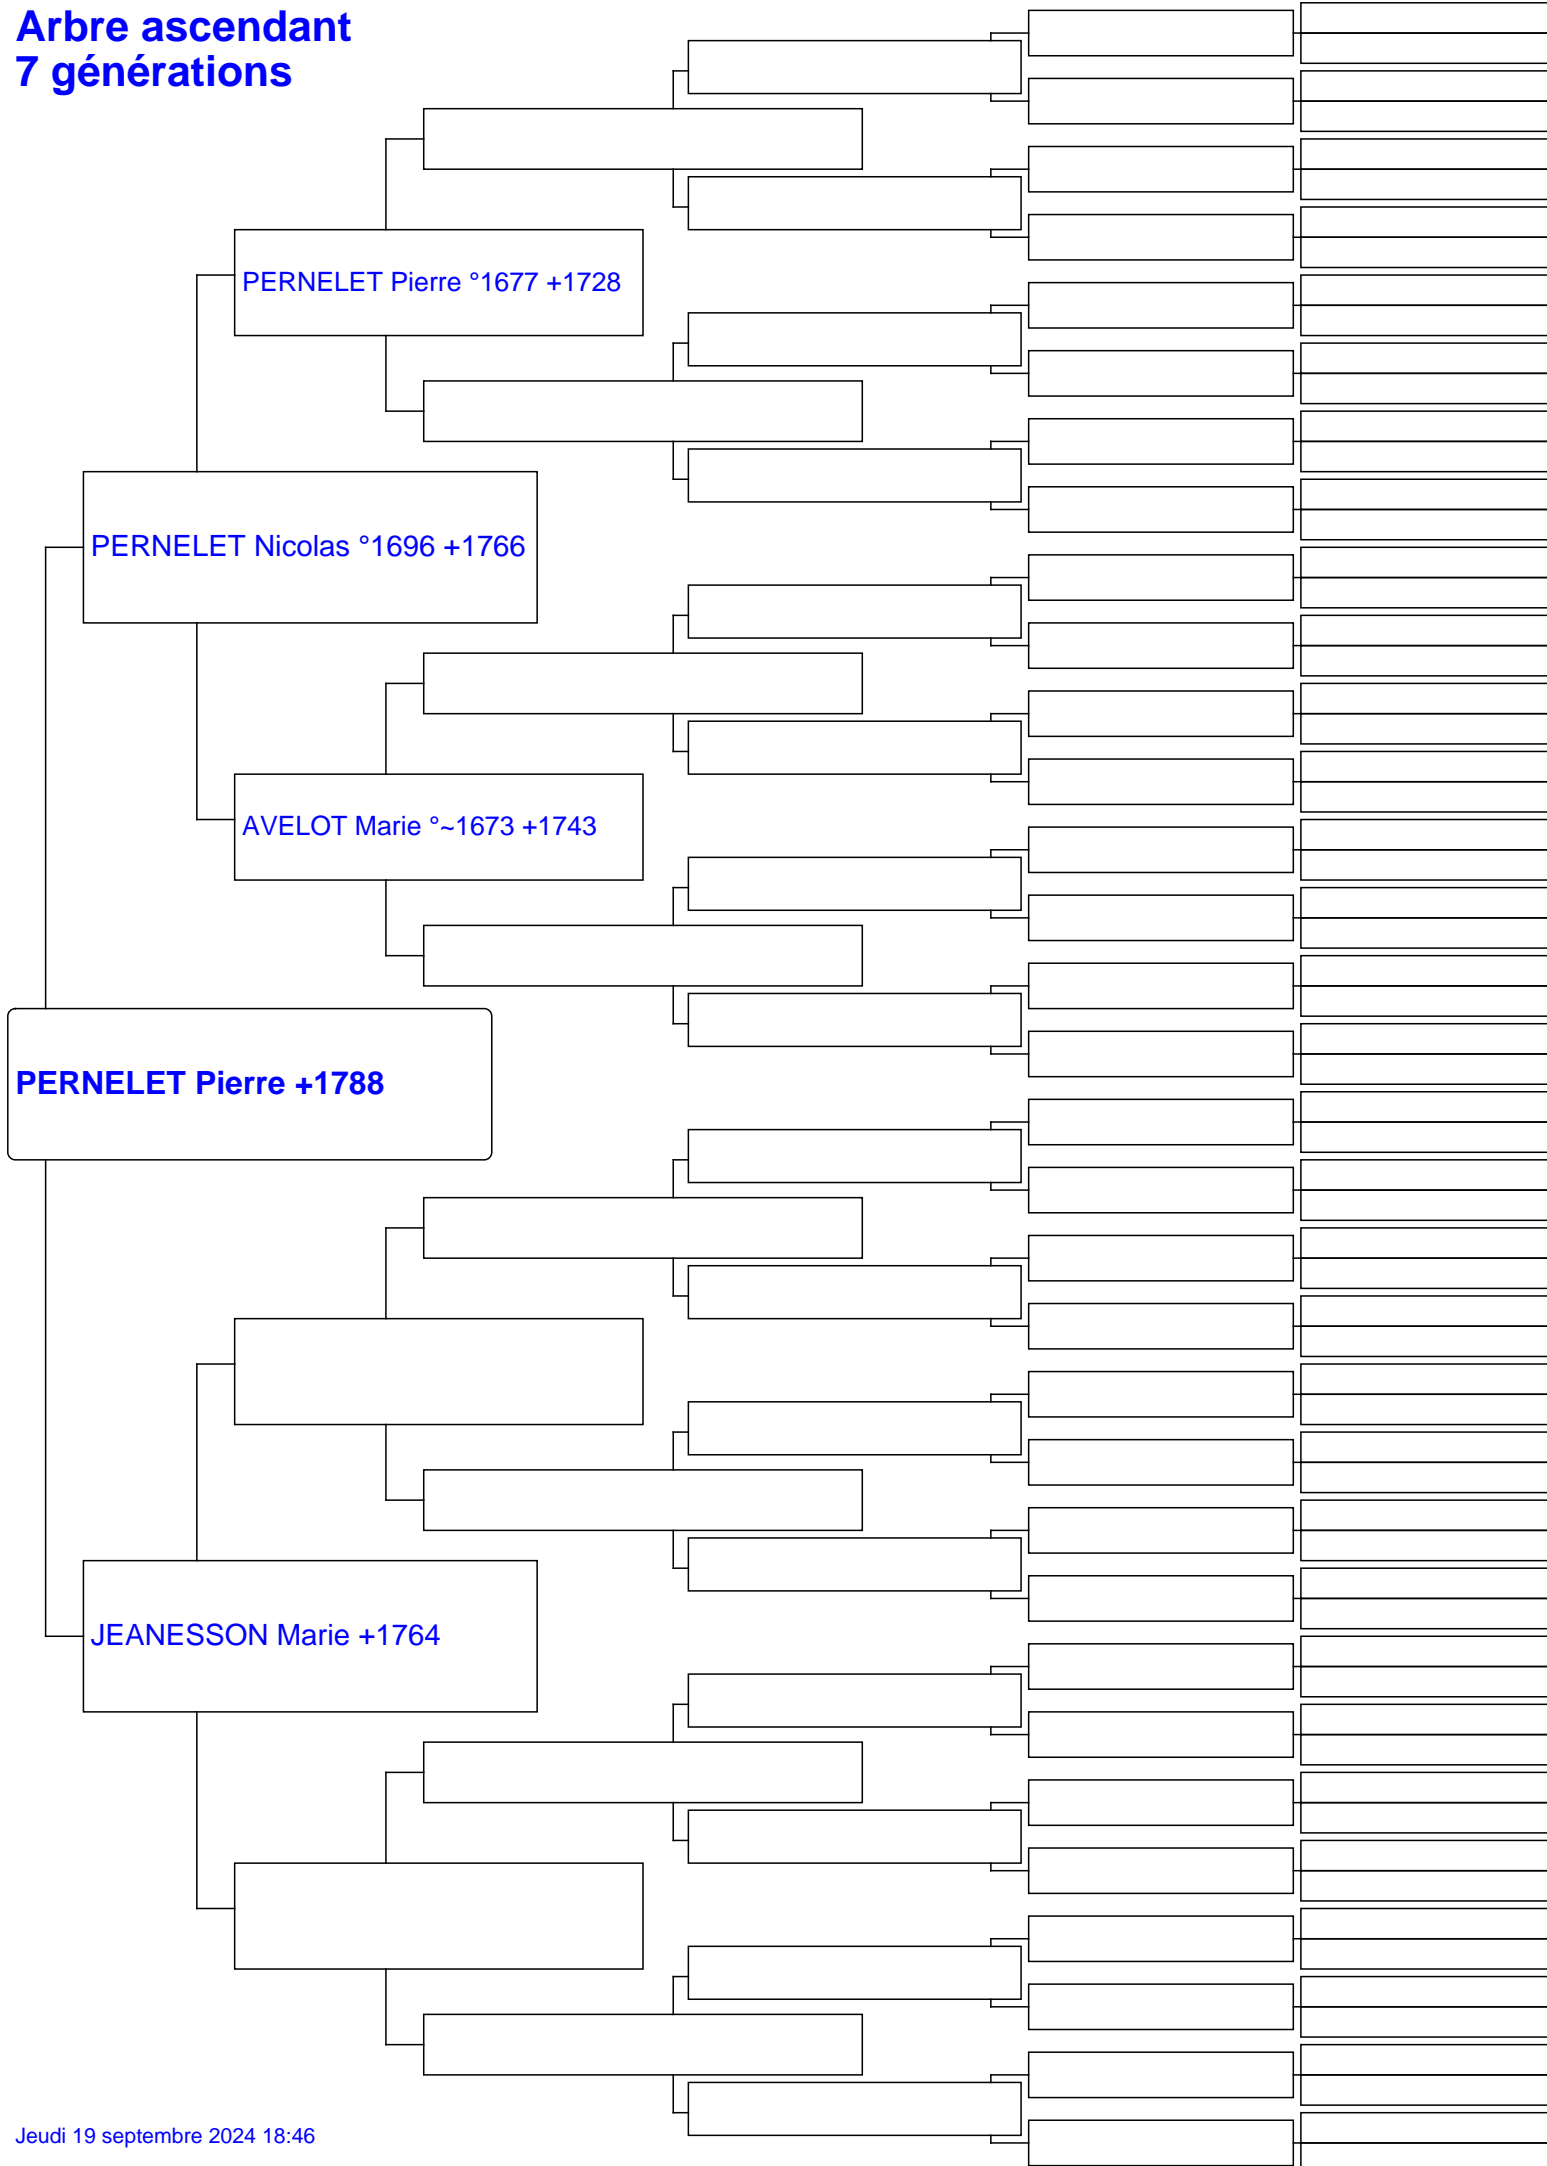 Arbre ascendant
7 générations
PERNELET Pierre °1677 +1728
PERNELET Nicolas °1696 +1766
AVELOT Marie °~1673 +1743
PERNELET Pierre +1788
JEANESSON Marie +1764
Jeudi 19 septembre 2024 18:46